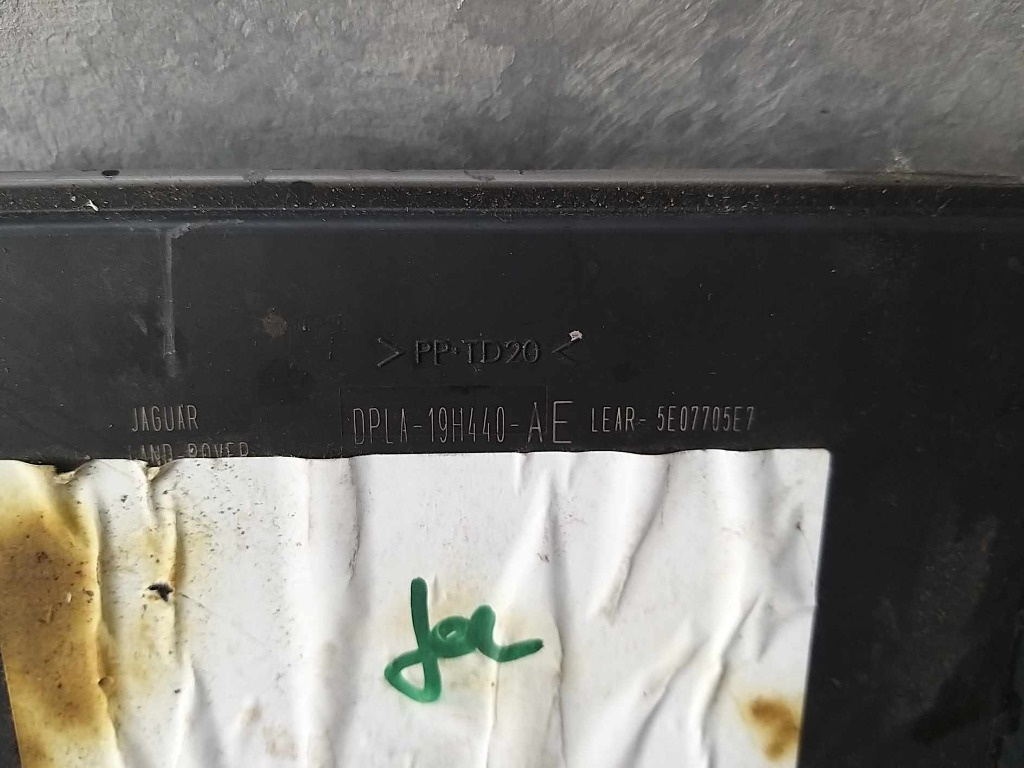 >PP-TD20<
JAGUAR
LAND ROVER
DPLA-19H440-AE
LEAR- 5E07705E7